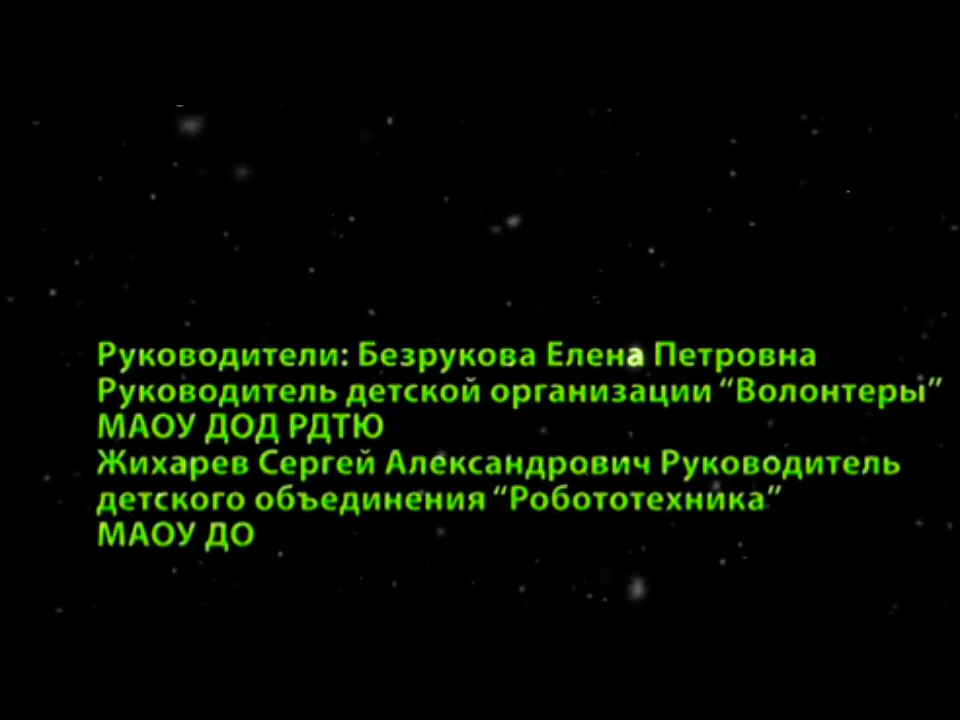 Руководители: Безрукова Елена Петровна
Руководитель детской организации “Волонтеры”
МАОУ ДОД РДТЮ
Жихарев Сергей Александрович Руководитель
детского объединения “Робототехника”
МАОУ ДО